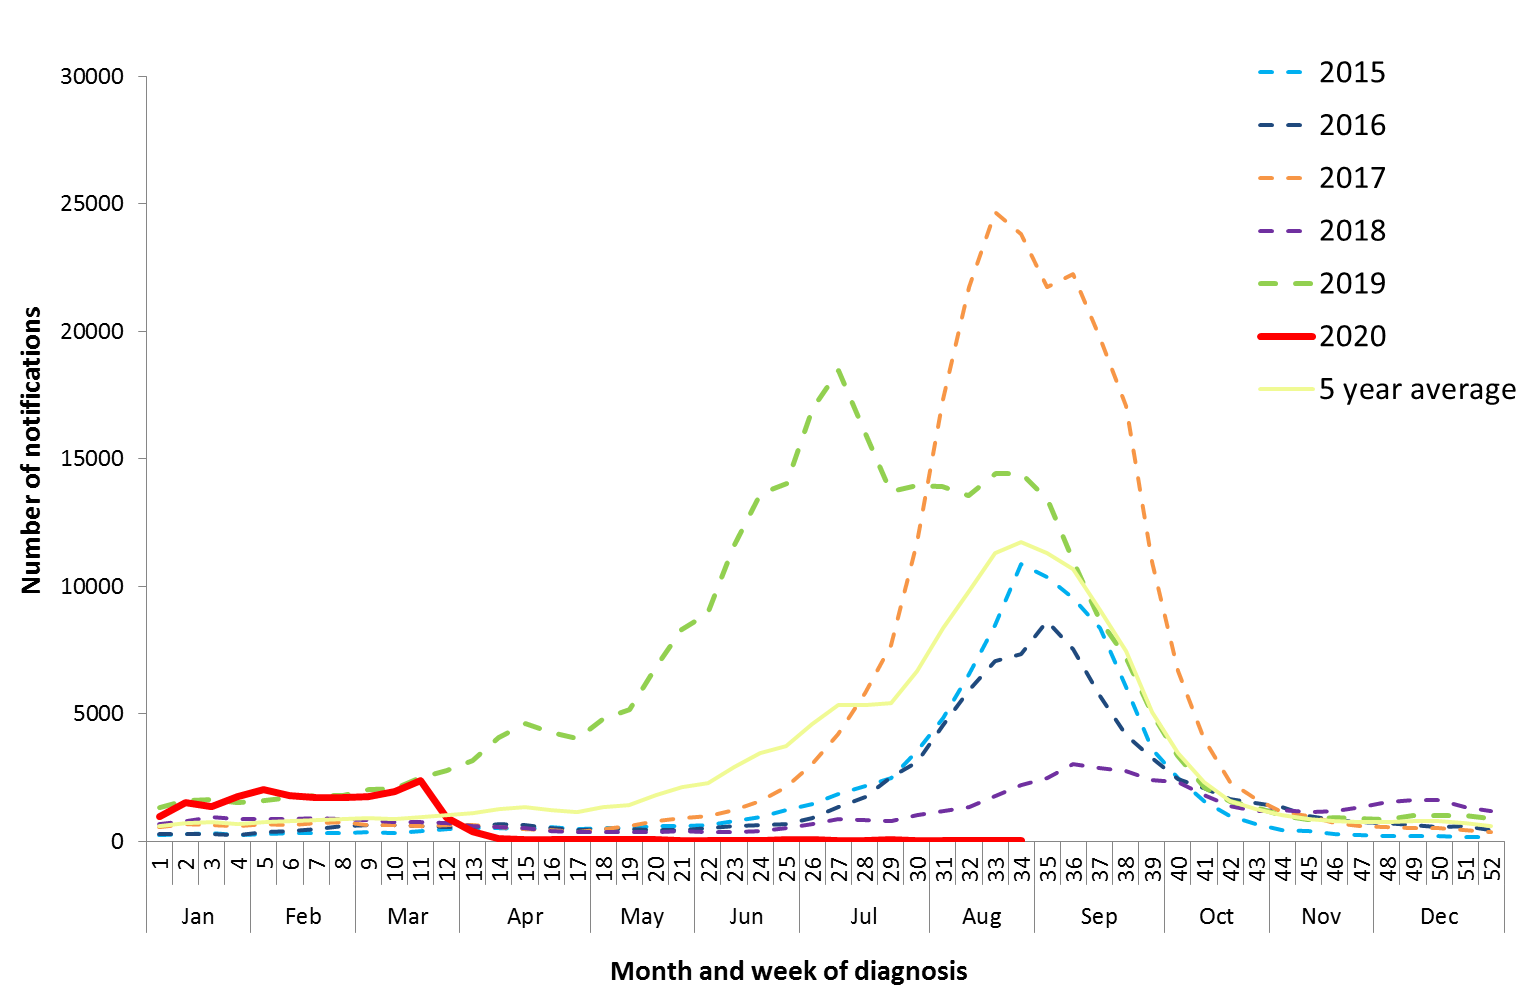 30000
25000
20000
15000
10000
5000
0
Number of notifications
2015
2016
2017
2018
2019
2020
5 year average
1 2 3 4 5 6 7 8 9 10 11 12 13 14 15 16 17 18 19 20 21 22 23 24 25 26 27 28 29 30 31 32 33 34 35 36 37 38 39 40 41 42 43 44 45 46 47 48 49 50 51 52
Jan Feb Mar Apr May Jun Jul Aug Sep Oct Nov Dec
Month and week of diagnosis